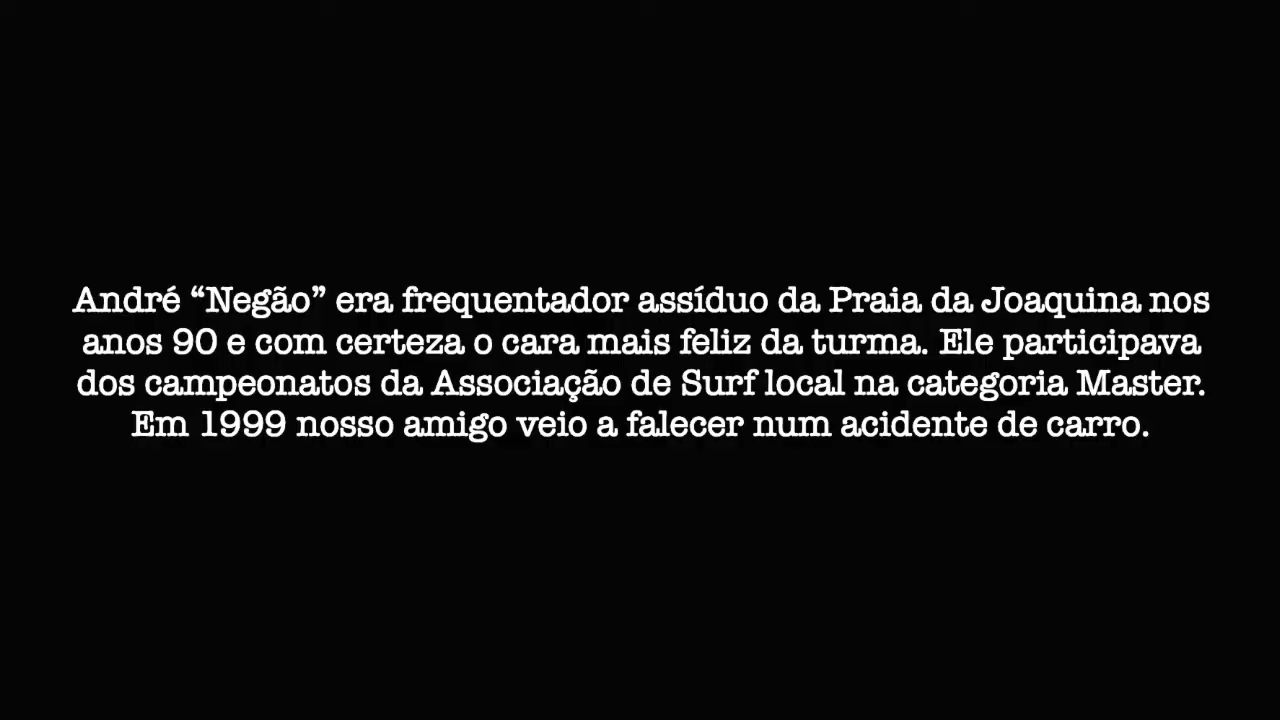 André “Negão” era frequentador assíduo da Praia da Joaquina nos
anos 90 e com certeza o cara mais feliz da turma. Ele participava
dos campeonatos da Associação de Surf local na categoria Master.
Em 1999 nosso amigo veio a falecer num acidente de carro.